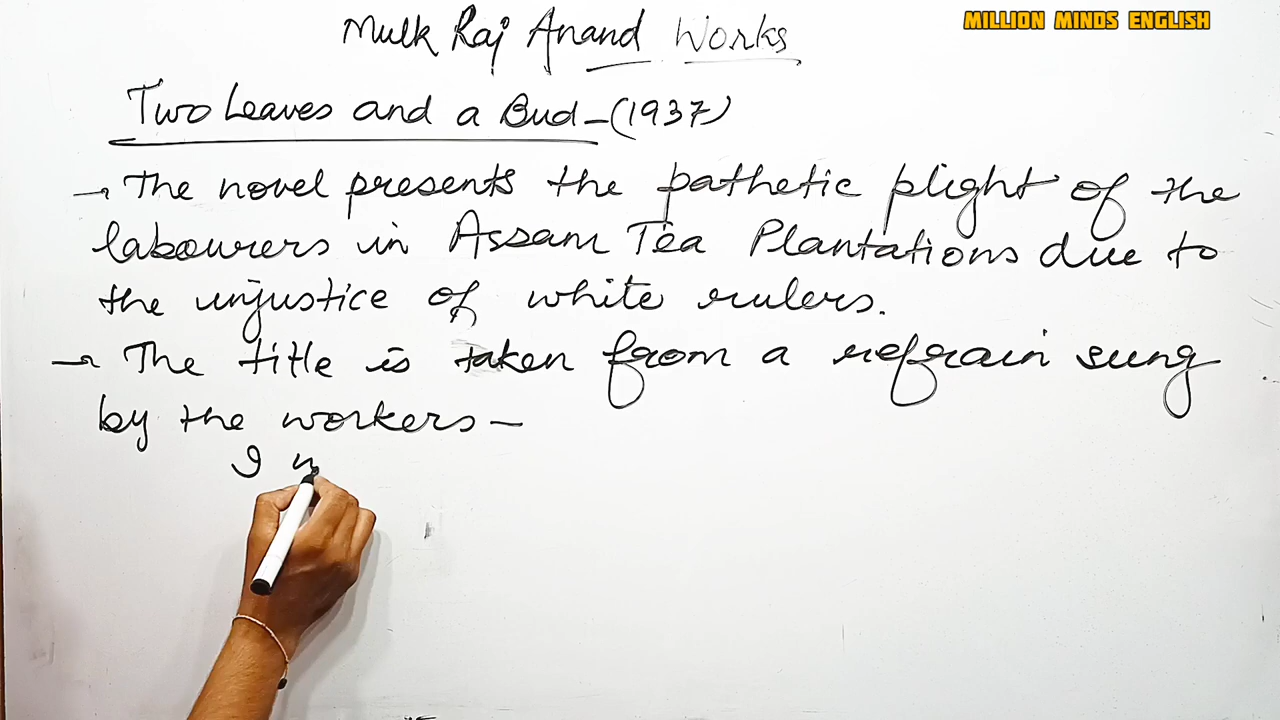 MILLION MINDS ENGLISH
Mulk Raj Anand Works
Two Leaves and a Bud - (1937)
→ The novel presents the pathetic plight of the
labourers in Assam Tea Plantations due to
the injustice of white rulers.
→ The title is taken from a refrain sung
by the workers -
I